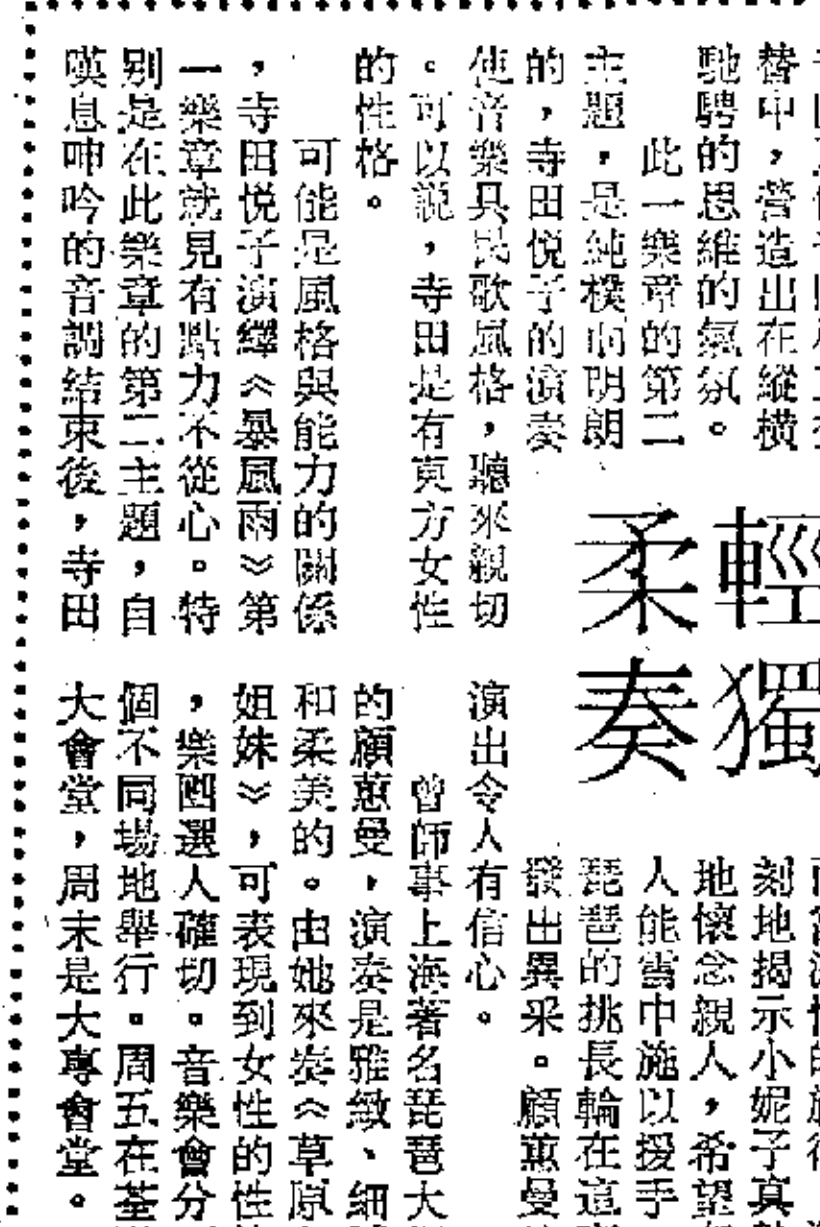 替中，營造出在縱橫
馳騁的思維的氣氛。
此一樂章的第二
主題，是純樸而明朗
的，寺田悅子的演奏
使音樂具民歌風格，聽來親切
。可以說，寺田是有東方女性
的性格。
可能是風格與能力的關係
，寺田悅子演繹《暴風雨》第
一樂章就見有點力不從心。特
別是在此樂章的第二主題，自
嘆息呻吟的音調結束後，寺田
輕獨
柔奏
刻地揭示小妮子真
地懷念親人，希望
人能雪中施以援手
琵琶的挑長輪在這
發出異采。顧蕙曼
演出令人有信心。
曾師事上海著名琵琶大
的顧蕙曼，演奏是雅緻、細
和柔美的。由她來奏《草原
姐妹》，可表現到女性的性
，樂團選人確切。音樂會分
個不同場地舉行。周五在荃
大會堂，周末是大專會堂。